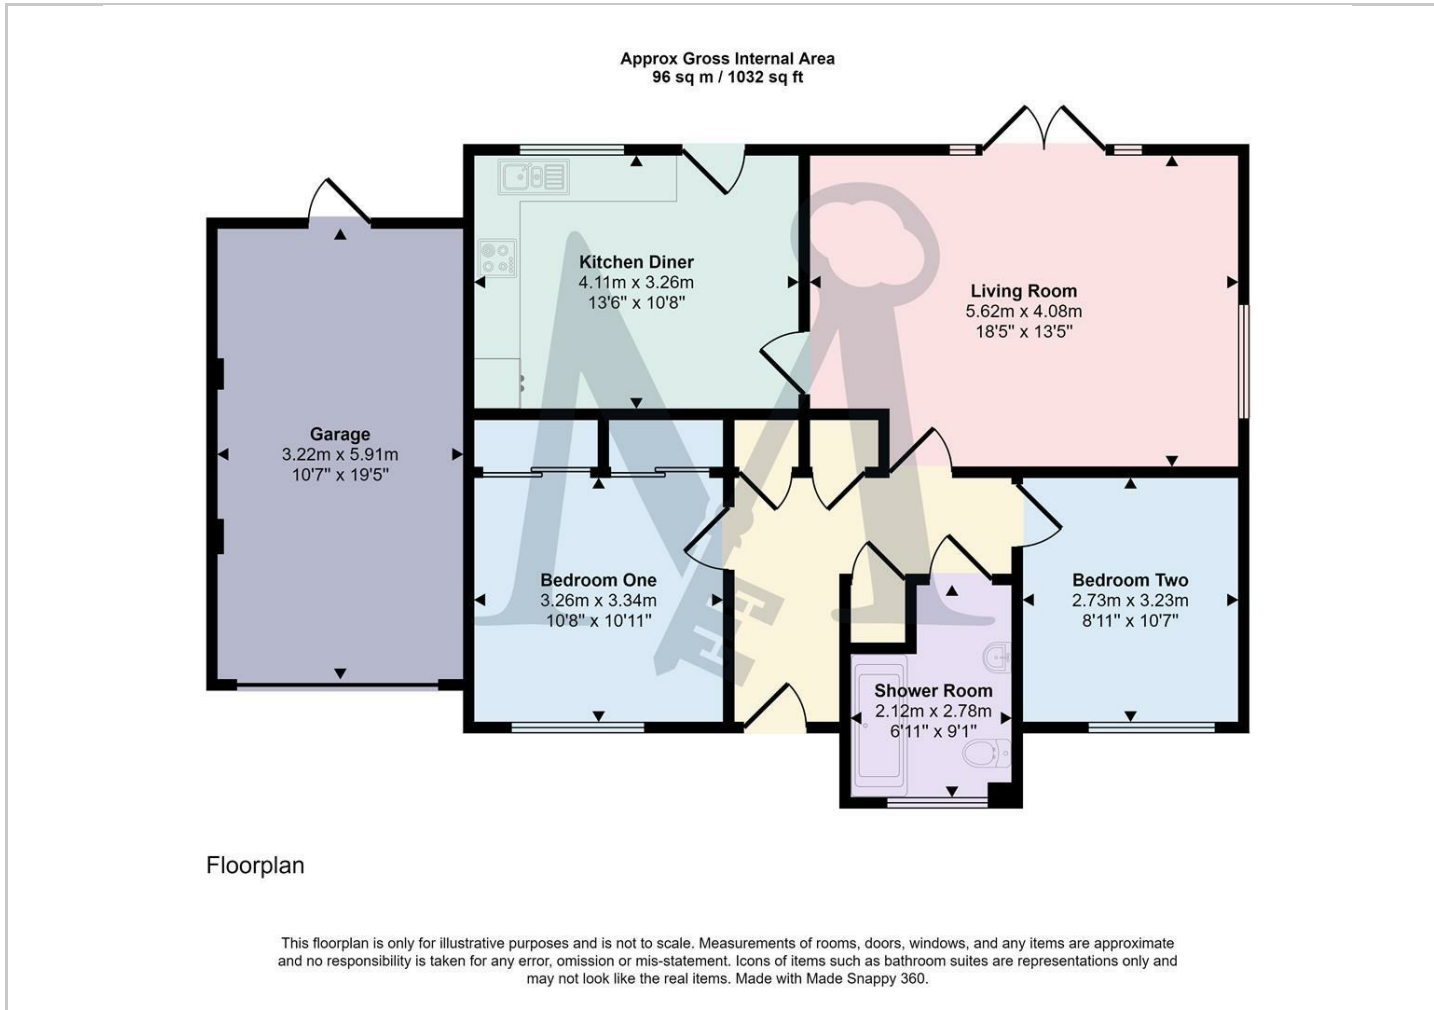 Approx Gross Internal Area
96 sq m / 1032 sq ft
Kitchen Diner
4.11m x 3.26m
13'6" x 10'8"
Living Room
5.62m x 4.08m
18'5" x 13'5"
Garage
3.22m x 5.91m
10'7" x 19'5"
Bedroom One
3.26m x 3.34m
10'8" x 10'11"
Bedroom Two
2.73m x 3.23m
8'11" x 10'7"
Shower Room
2.12m x 2.78m
6'11" x 9'1"
Floorplan
This floorplan is only for illustrative purposes and is not to scale. Measurements of rooms, doors, windows, and any items are approximate
and no responsibility is taken for any error, omission or mis-statement. Icons of items such as bathroom suites are representations only and
may not look like the real items. Made with Made Snappy 360.